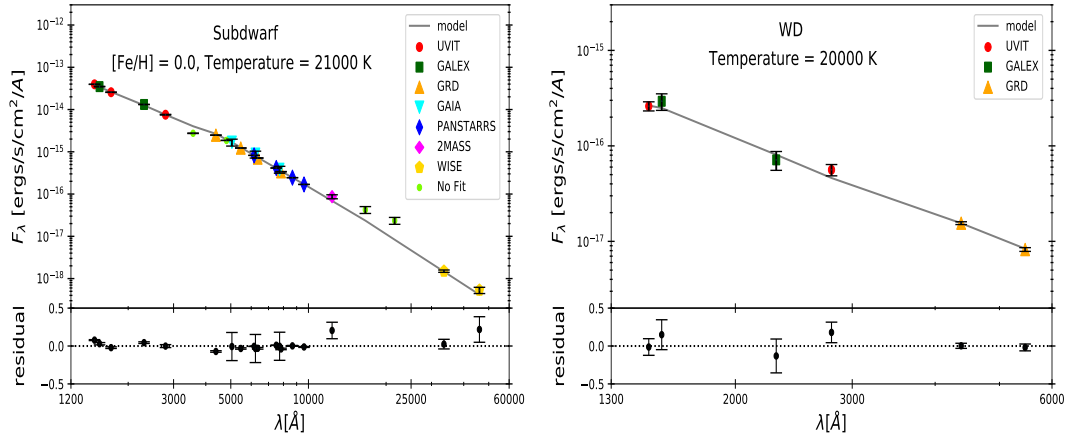 Subdwarf
[Fe/H] = 0.0, Temperature = 21000 K
model
UVIT
GALEX
GRD
GAIA
PANSTARRS
2MASS
WISE
No Fit
F_λ [ergs/s/cm²/A]
10⁻¹²
10⁻¹³
10⁻¹⁴
10⁻¹⁵
10⁻¹⁶
10⁻¹⁷
10⁻¹⁸
residual
0.5
0.0
−0.5
1200
3000
5000
10000
25000
60000
λ[Å]
WD
Temperature = 20000 K
model
UVIT
GALEX
GRD
F_λ [ergs/s/cm²/A]
10⁻¹⁵
10⁻¹⁶
10⁻¹⁷
residual
0.5
0.0
−0.5
1300
2000
3000
6000
λ[Å]